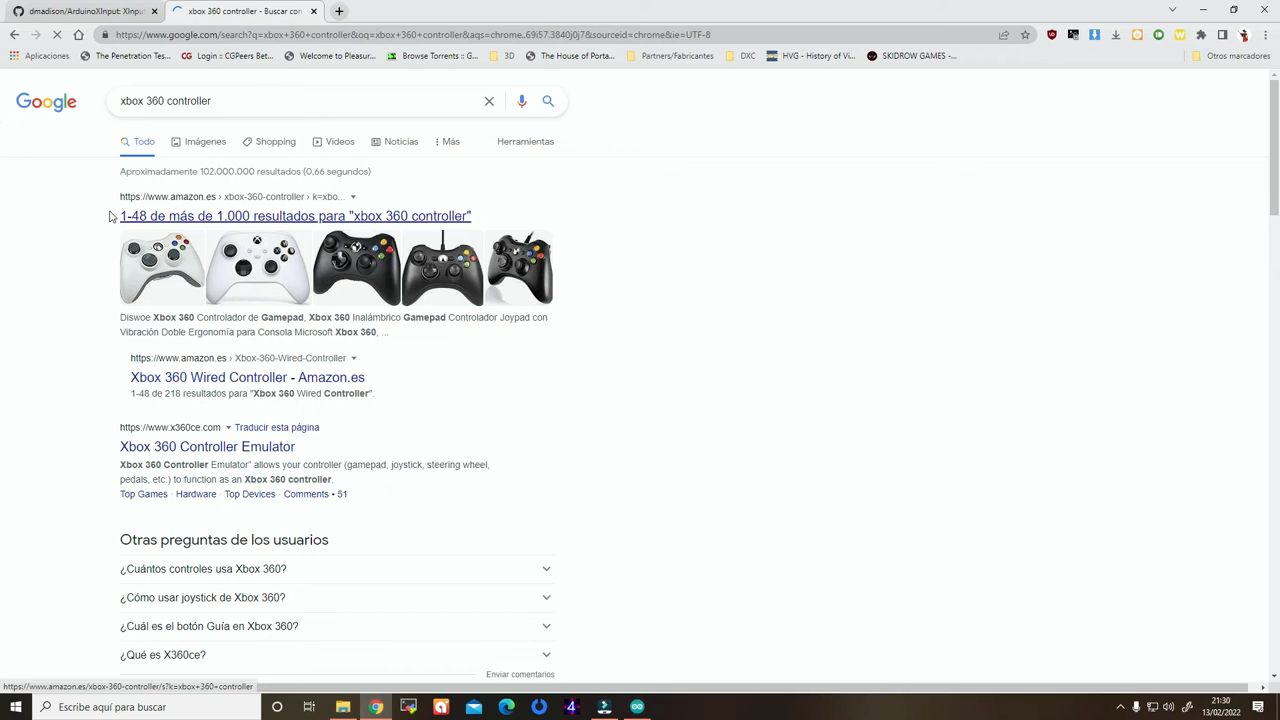 dmadison/ArduinoXInput: XInput
xbox 360 controller - Buscar con
https://www.google.com/search?q=xbox+360+controller&oq=xbox+360+controller&aqs=chrome..69i57.3840j0j7&sourceid=chrome&ie=UTF-8
Aplicaciones
The Penetration Tes...
CG Login :: CGPeers B...
Welcome to Pleasur...
Browse Torrents :: G...
3D
The House of Porta...
Partners/Fabricantes
DXC
HVG - History of Vi...
SKIDROW GAMES -...
Otros marcadores
Google
xbox 360 controller
Todo
Imágenes
Shopping
Vídeos
Noticias
Más
Herramientas
Aproximadamente 102.000.000 resultados (0,66 segundos)
https://www.amazon.es › xbox-360-controller › k=xbo...
1-48 de más de 1.000 resultados para "xbox 360 controller"
Diswoe Xbox 360 Controlador de Gamepad, Xbox 360 Inalámbrico Gamepad Controlador Joypad con
Vibración Doble Ergonomía para Consola Microsoft Xbox 360, ...
https://www.amazon.es › Xbox-360-Wired-Controller
Xbox 360 Wired Controller - Amazon.es
1-48 de 218 resultados para "Xbox 360 Wired Controller".
https://www.x360ce.com Traducir esta página
Xbox 360 Controller Emulator
Xbox 360 Controller Emulator" allows your controller (gamepad, joystick, steering wheel,
pedals, etc.) to function as an Xbox 360 controller.
Top Games · Hardware · Top Devices · Comments • 51
Otras preguntas de los usuarios
¿Cuántos controles usa Xbox 360?
¿Cómo usar joystick de Xbox 360?
¿Cuál es el botón Guía en Xbox 360?
¿Qué es X360ce?
Enviar comentarios
https://www.amazon.es/xbox-360-controller/s?k=xbox+360+controller
Escribe aquí para buscar
21:30
13/02/2022